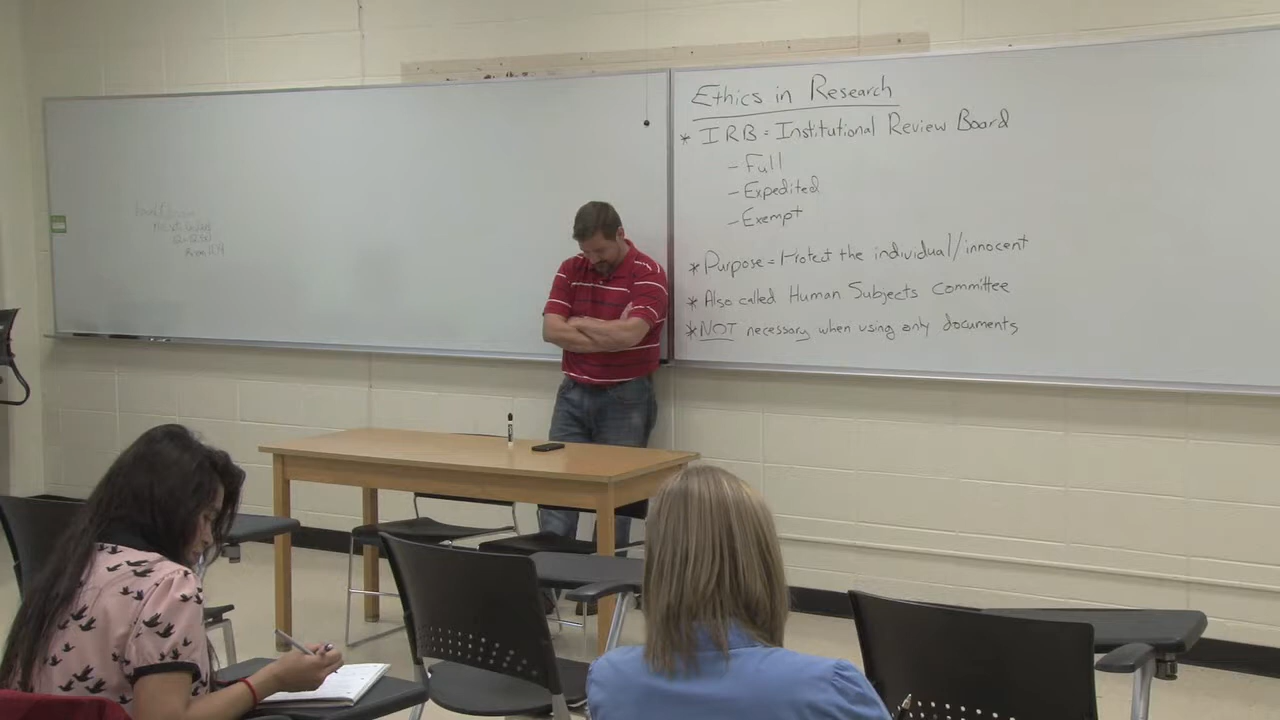 Ethics in Research
* IRB = Institutional Review Board
- Full
- Expedited
- Exempt
* Purpose = Protect the individual/innocent
* Also called Human Subjects Committee
* NOT necessary when using only documents